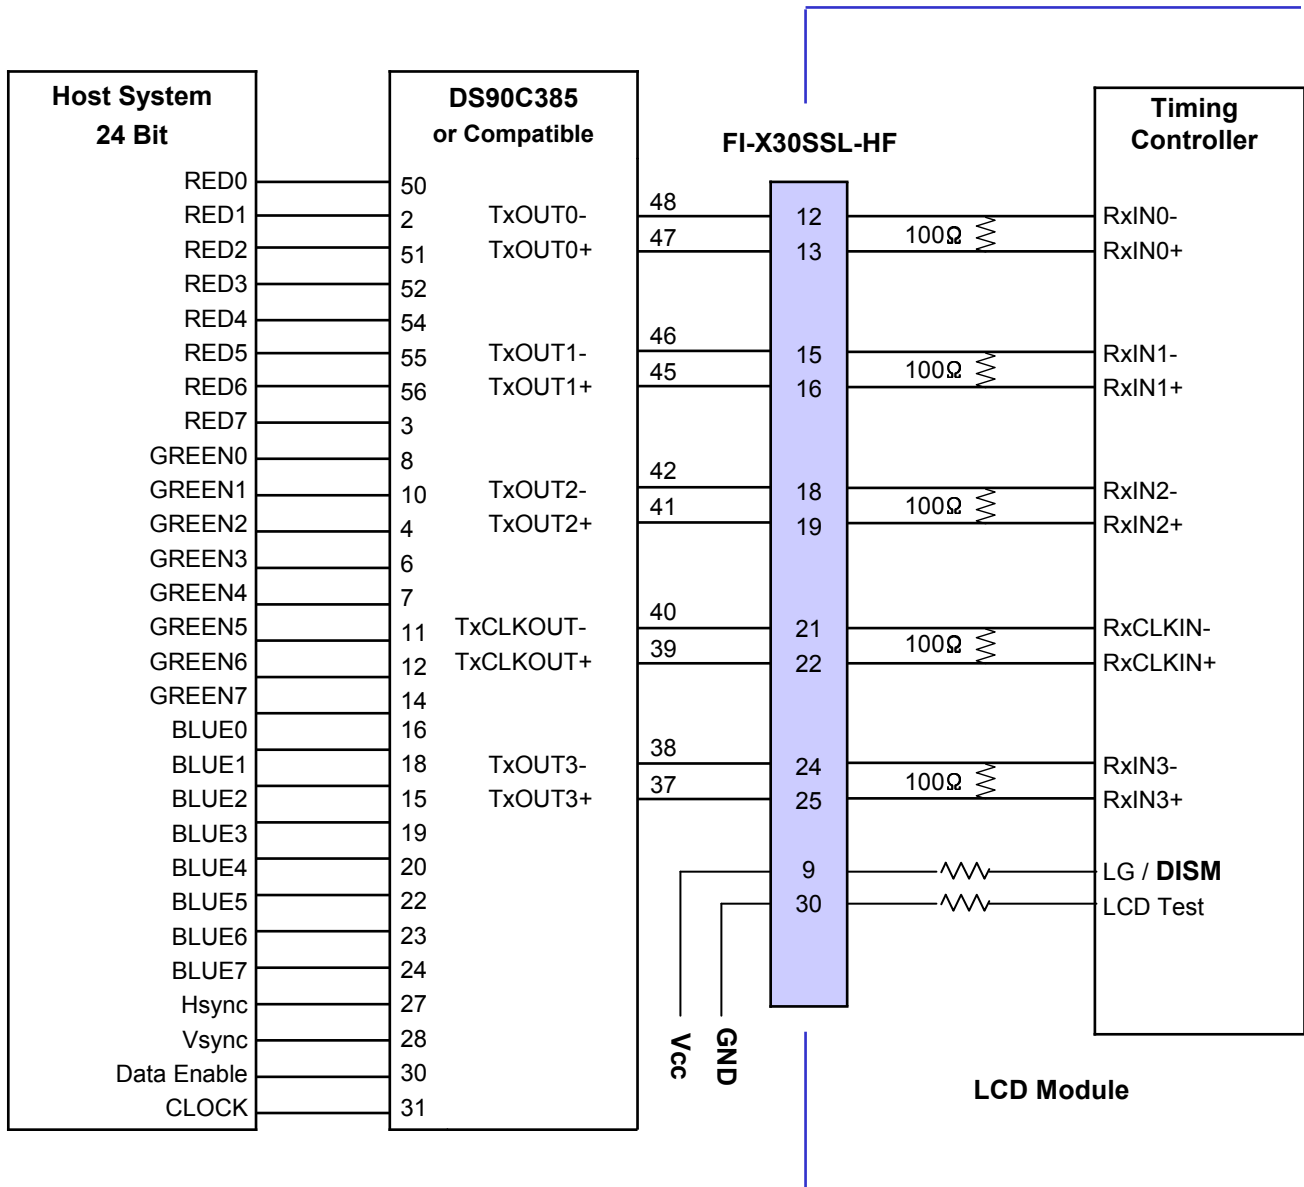 Host System
24 Bit
RED0
RED1
RED2
RED3
RED4
RED5
RED6
RED7
GREEN0
GREEN1
GREEN2
GREEN3
GREEN4
GREEN5
GREEN6
GREEN7
BLUE0
BLUE1
BLUE2
BLUE3
BLUE4
BLUE5
BLUE6
BLUE7
Hsync
Vsync
Data Enable
CLOCK
DS90C385
or Compatible
50
2
51
52
54
55
56
3
8
10
4
6
7
11
12
14
16
18
15
19
20
22
23
24
27
28
30
31
TxOUT0-
TxOUT0+
TxOUT1-
TxOUT1+
TxOUT2-
TxOUT2+
TxCLKOUT-
TxCLKOUT+
TxOUT3-
TxOUT3+
48
47
46
45
42
41
40
39
38
37
Vcc
GND
FI-X30SSL-HF
12
13
15
16
18
19
21
22
24
25
9
30
100Ω
100Ω
100Ω
100Ω
100Ω
Timing
Controller
RxIN0-
RxIN0+
RxIN1-
RxIN1+
RxIN2-
RxIN2+
RxCLKIN-
RxCLKIN+
RxIN3-
RxIN3+
LG / DISM
LCD Test
LCD Module